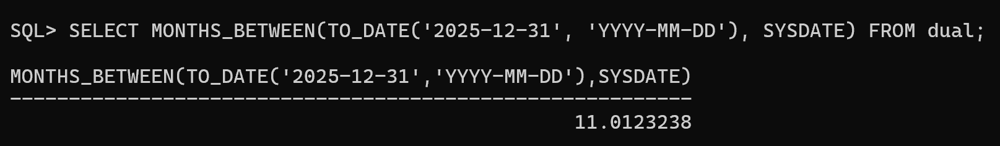 SQL> SELECT MONTHS_BETWEEN(TO_DATE('2025-12-31', 'YYYY-MM-DD'), SYSDATE) FROM dual;
MONTHS_BETWEEN(TO_DATE('2025-12-31','YYYY-MM-DD'),SYSDATE)
----------------------------------------------------------
11.0123238